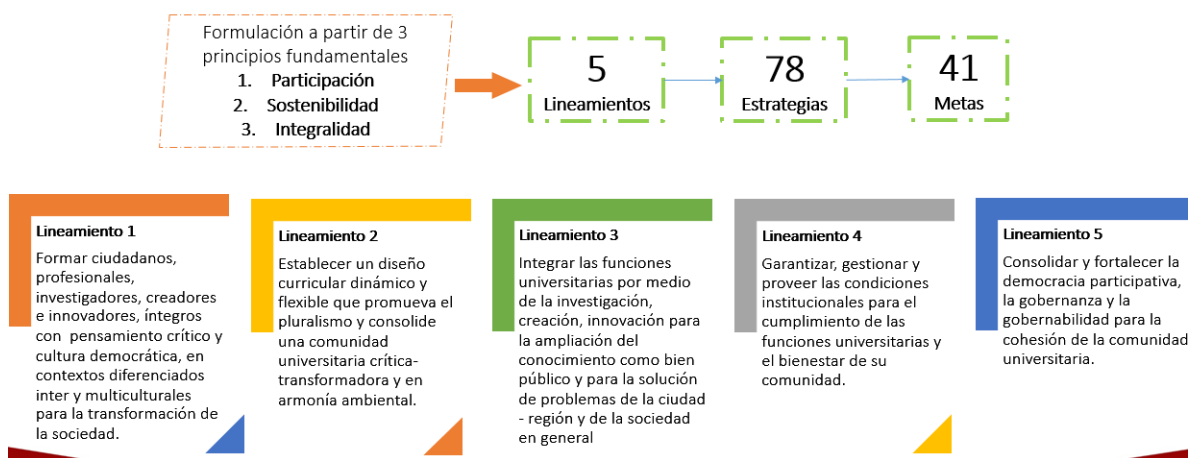 Formulación a partir de 3
principios fundamentales
1. Participación
2. Sostenibilidad
3. Integralidad
5
Lineamientos
78
Estrategias
41
Metas
Lineamiento 1
Formar ciudadanos,
profesionales,
investigadores, creadores
e innovadores, íntegros
con pensamiento crítico y
cultura democrática, en
contextos diferenciados
inter y multiculturales
para la transformación de
la sociedad.
Lineamiento 2
Establecer un diseño
curricular dinámico y
flexible que promueva el
pluralismo y consolide
una comunidad
universitaria crítica-
transformadora y en
armonía ambiental.
Lineamiento 3
Integrar las funciones
universitarias por medio
de la investigación,
creación, innovación para
la ampliación del
conocimiento como bien
público y para la solución
de problemas de la ciudad
- región y de la sociedad
en general
Lineamiento 4
Garantizar, gestionar y
proveer las condiciones
institucionales para el
cumplimiento de las
funciones universitarias y
el bienestar de su
comunidad.
Lineamiento 5
Consolidar y fortalecer la
democracia participativa,
la gobernanza y la
gobernabilidad para la
cohesión de la comunidad
universitaria.